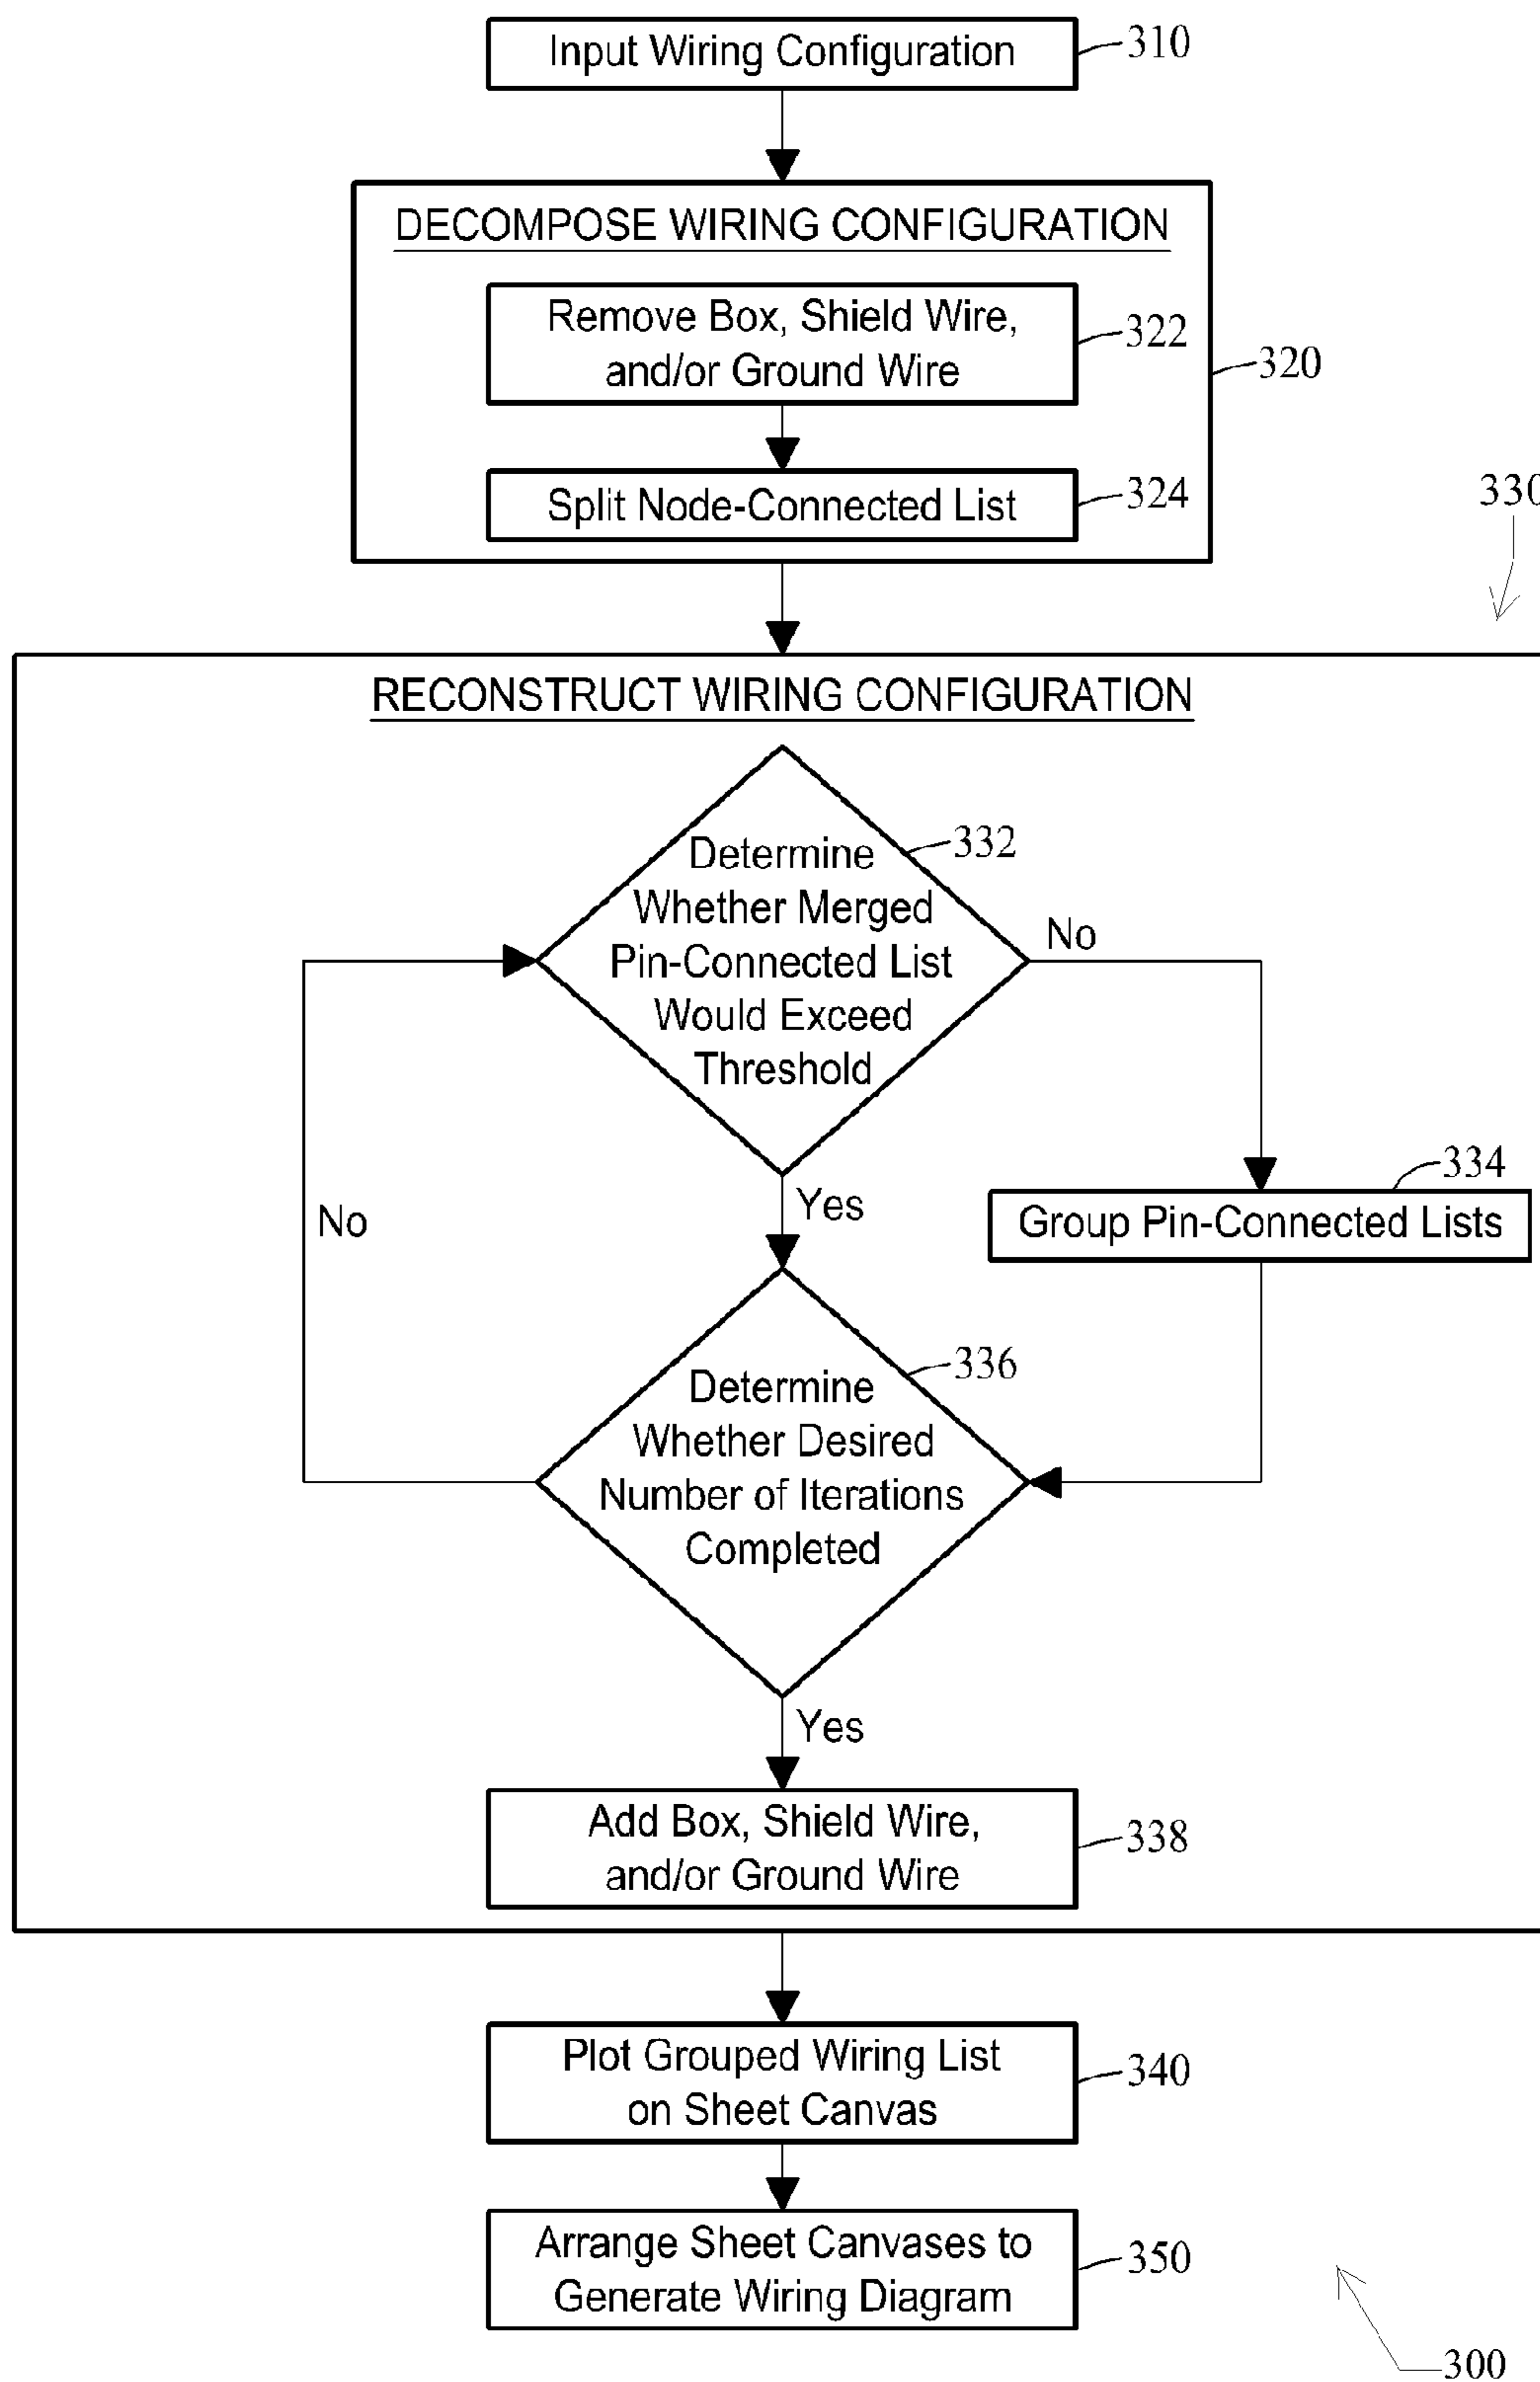 Input Wiring Configuration
310
DECOMPOSE WIRING CONFIGURATION
Remove Box, Shield Wire,
and/or Ground Wire
322
320
Split Node-Connected List
324
330
RECONSTRUCT WIRING CONFIGURATION
Determine
Whether Merged
Pin-Connected List
Would Exceed
Threshold
332
No
Yes
334
Group Pin-Connected Lists
No
Determine
Whether Desired
Number of Iterations
Completed
336
Yes
Add Box, Shield Wire,
and/or Ground Wire
338
Plot Grouped Wiring List
on Sheet Canvas
340
Arrange Sheet Canvases to
Generate Wiring Diagram
350
300